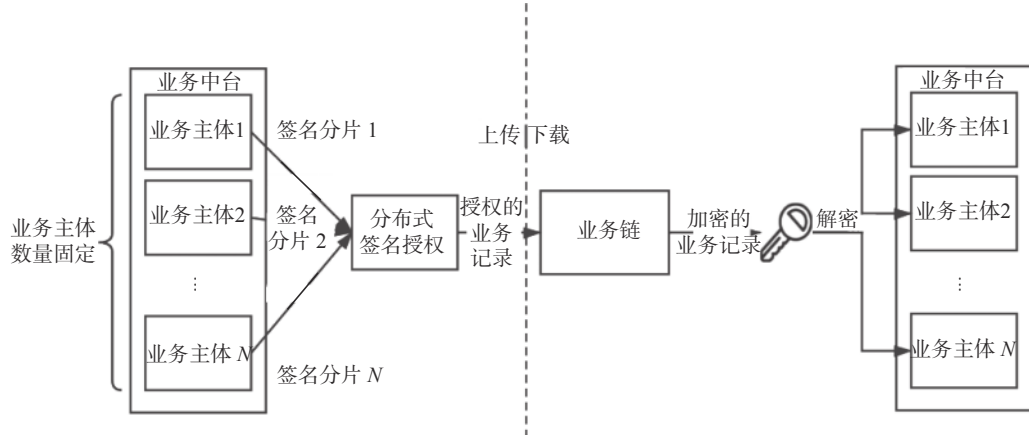 业务中台
业务主体1
业务主体2
⋮
业务主体 N
业务主体
数量固定
签名分片 1
签名
分片 2
签名分片 N
分布式
签名授权
授权的
业务
记录
上传 下载
业务链
加密的
业务记录
解密
业务中台
业务主体1
业务主体2
⋮
业务主体 N